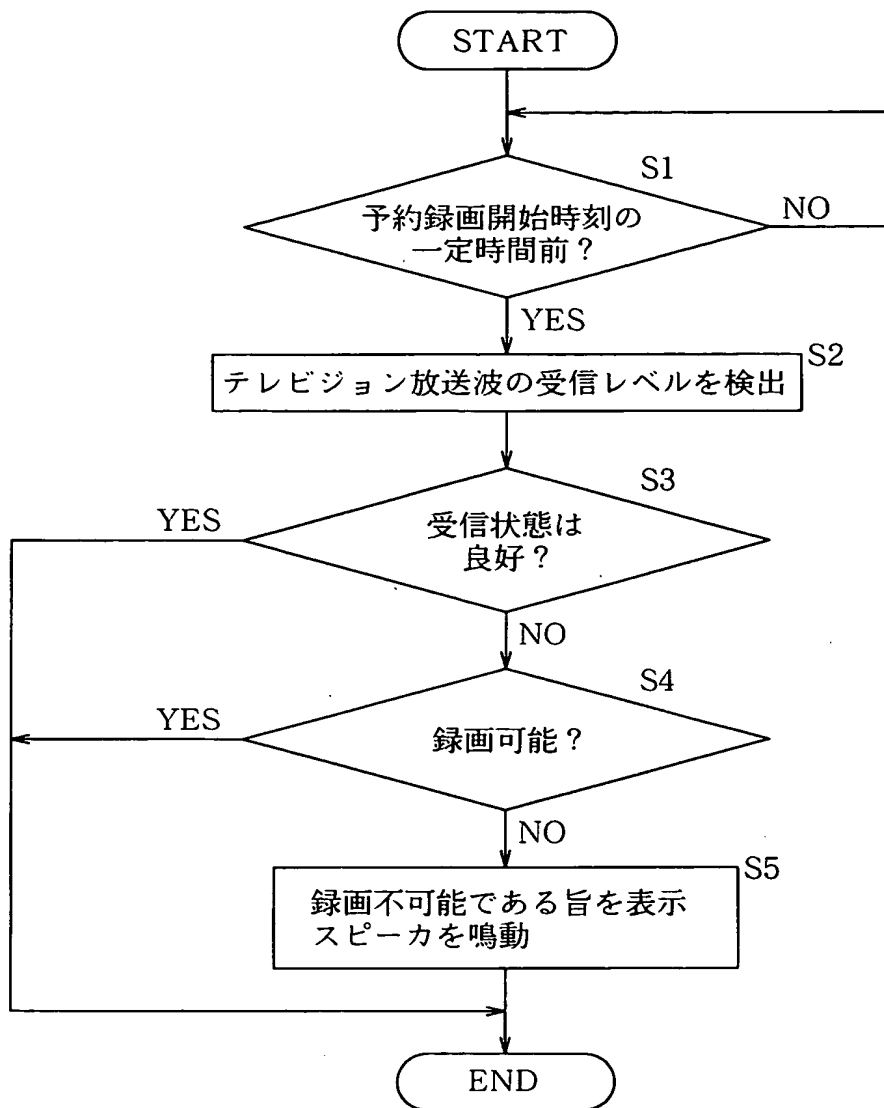 START
S1
予約録画開始時刻の
一定時間前?
NO
YES
S2
テレビジョン放送波の受信レベルを検出
S3
YES
受信状態は
良好?
NO
S4
YES
録画可能?
NO
S5
録画不可能である旨を表示
スピーカを鳴動
END